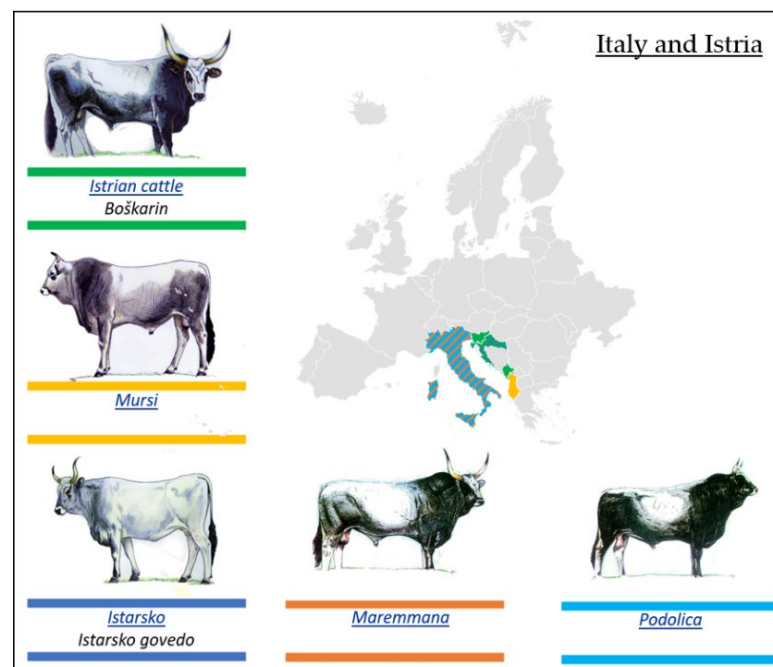 Italy and Istria
Istrian cattle
Boškarin
Mursi
Istarsko
Istarsko govedo
Maremmana
Podolica